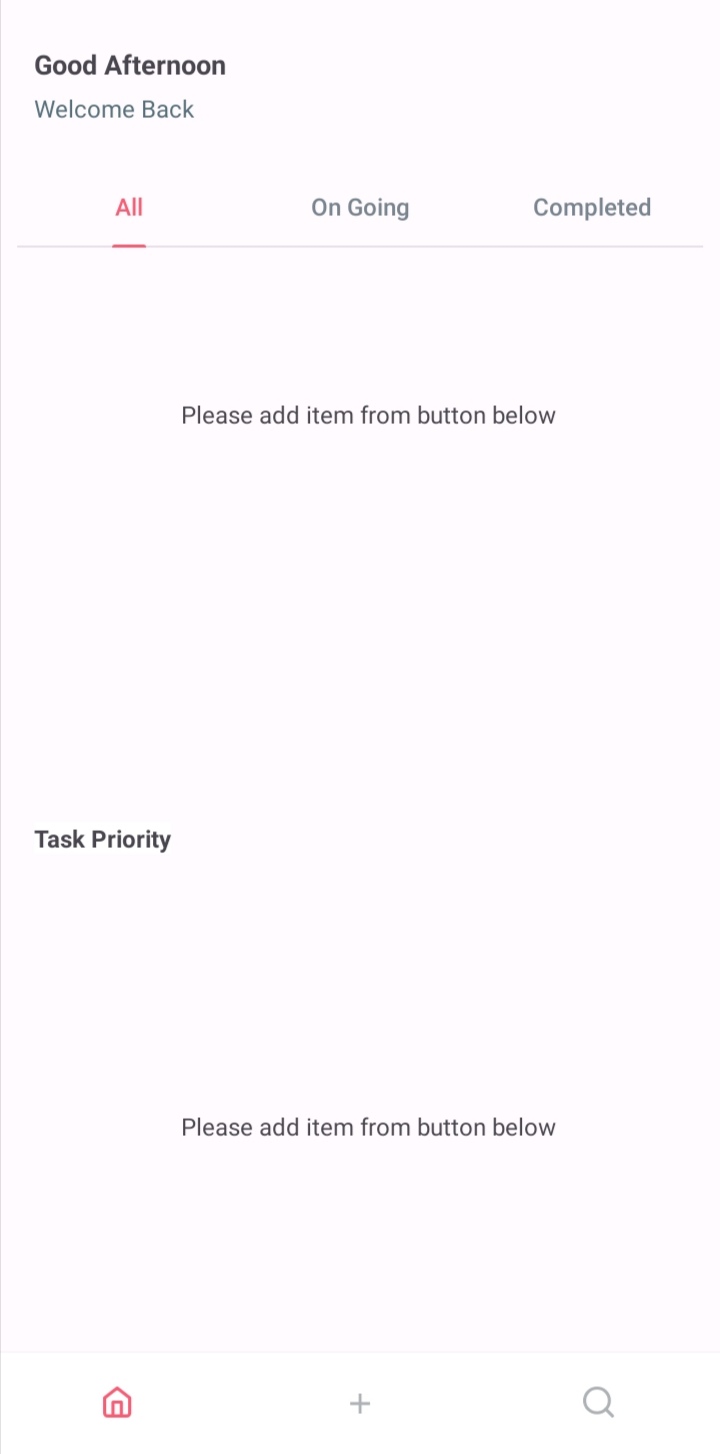 Good Afternoon
Welcome Back
All
On Going
Completed
Please add item from button below
Task Priority
Please add item from button below